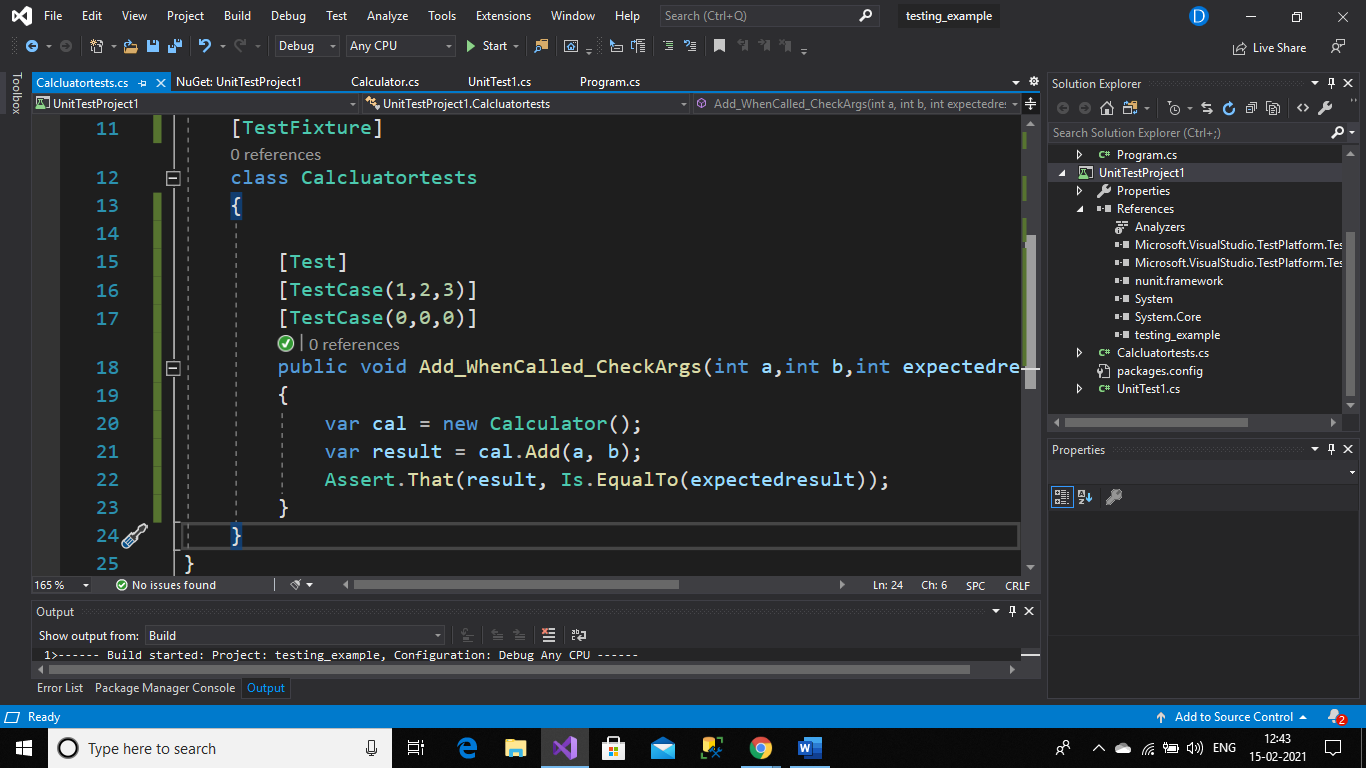 File Edit View Project Build Debug Test Analyze Tools Extensions Window Help Search (Ctrl+Q) testing_example D
Debug Any CPU Start Live Share
Toolbox
Calcluatortests.cs NuGet: UnitTestProject1 Calculator.cs UnitTest1.cs Program.cs
UnitTestProject1 UnitTestProject1.Calcluatortests Add_WhenCalled_CheckArgs(int a, int b, int expectedres
11 [TestFixture]
0 references
12 class Calcluatortests
13 {
14
15 [Test]
16 [TestCase(1,2,3)]
17 [TestCase(0,0,0)]
0 references
18 public void Add_WhenCalled_CheckArgs(int a,int b,int expectedre
19 {
20 var cal = new Calculator();
21 var result = cal.Add(a, b);
22 Assert.That(result, Is.EqualTo(expectedresult));
23 }
24 }
25 }
165 % No issues found Ln: 24 Ch: 6 SPC CRLF
Output
Show output from: Build
1>------ Build started: Project: testing_example, Configuration: Debug Any CPU ------
Error List Package Manager Console Output
Solution Explorer
Search Solution Explorer (Ctrl+;)
C# Program.cs
UnitTestProject1
Properties
References
Analyzers
Microsoft.VisualStudio.TestPlatform.Tes
Microsoft.VisualStudio.TestPlatform.Tes
nunit.framework
System
System.Core
testing_example
C# Calcluatortests.cs
packages.config
C# UnitTest1.cs
Properties
Ready Add to Source Control 2
Type here to search ENG 12:43
15-02-2021